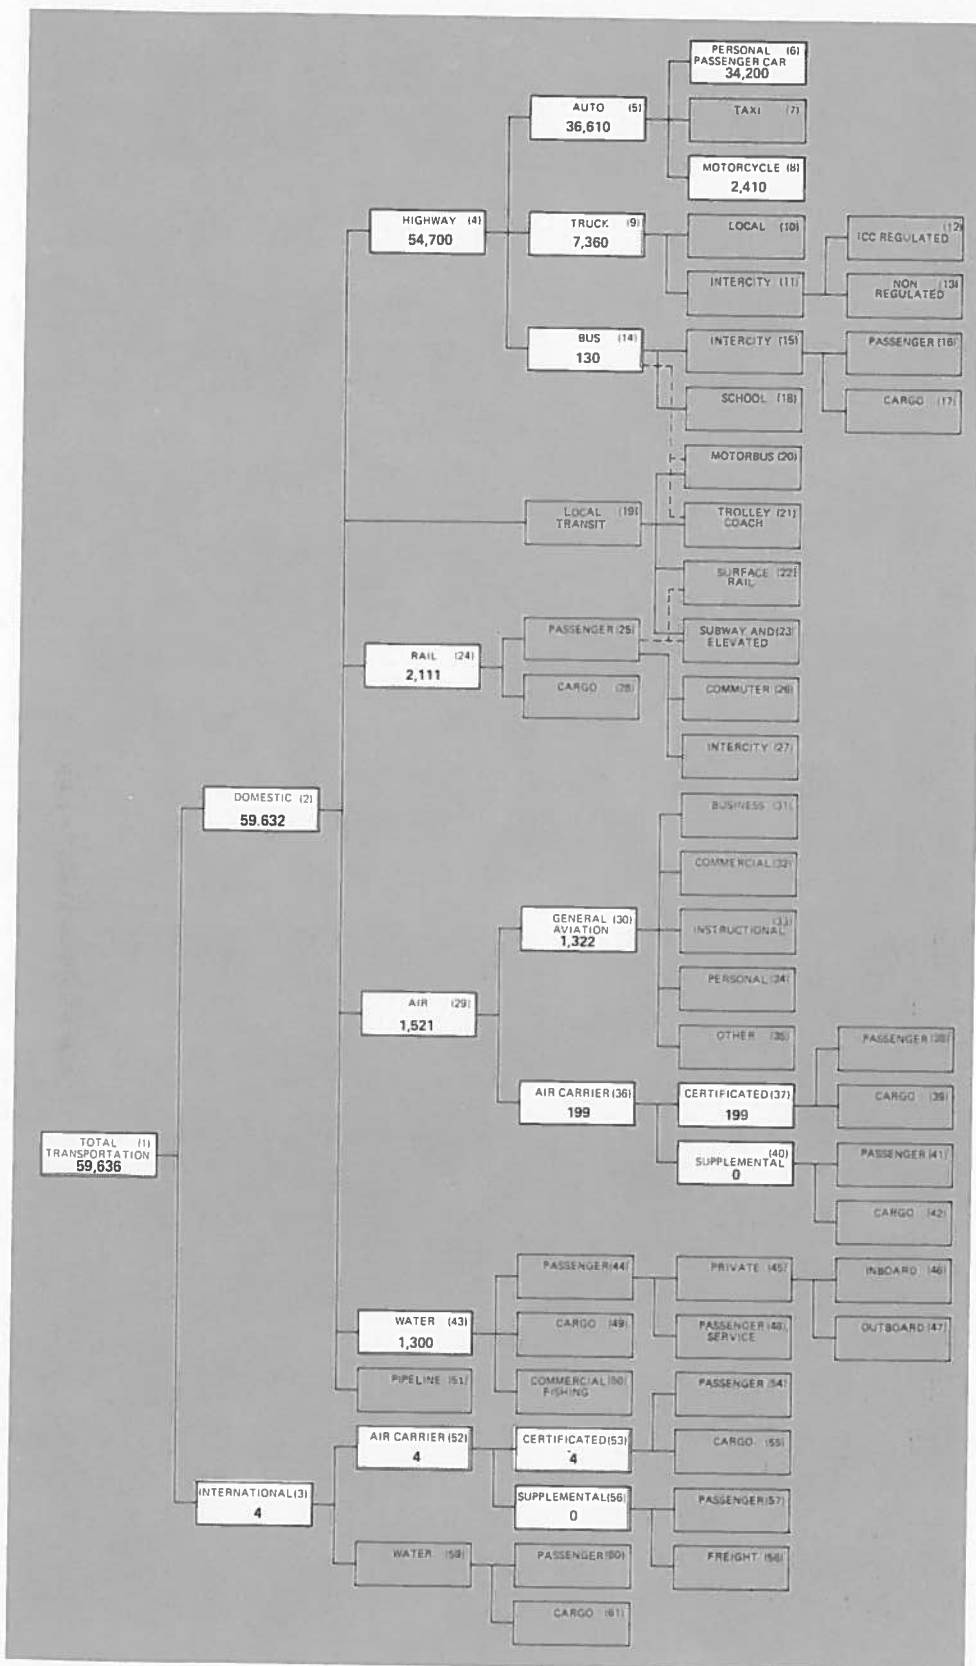 PERSONAL (6)
PASSENGER CAR
34,200
AUTO (5)
36,610
TAXI (7)
MOTORCYCLE (8)
2,410
HIGHWAY (4)
54,700
TRUCK (9)
7,360
LOCAL (10)
(12)
ICC REGULATED
INTERCITY (11)
NON (13)
REGULATED
BUS (14)
130
INTERCITY (15)
PASSENGER (16)
SCHOOL (18)
CARGO (17)
MOTORBUS (20)
LOCAL (19)
TRANSIT
TROLLEY (21)
COACH
SURFACE (22)
RAIL
PASSENGER (25)
SUBWAY AND (23)
ELEVATED
RAIL (24)
2,111
CARGO (28)
COMMUTER (26)
INTERCITY (27)
DOMESTIC (2)
59.632
BUSINESS (31)
COMMERCIAL (32)
GENERAL (30)
AVIATION
1,322
(33)
INSTRUCTIONAL
AIR (29)
1,521
PERSONAL (34)
OTHER (35)
PASSENGER (38)
AIR CARRIER (36)
199
CERTIFICATED (37)
199
CARGO (39)
TOTAL (1)
TRANSPORTATION
59,636
(40)
SUPPLEMENTAL
0
PASSENGER (41)
CARGO (42)
PASSENGER (44)
PRIVATE (45)
INBOARD (46)
WATER (43)
1,300
CARGO (49)
PASSENGER (48)
SERVICE
OUTBOARD (47)
PIPELINE (51)
COMMERCIAL (50)
FISHING
PASSENGER (54)
AIR CARRIER (52)
4
CERTIFICATED (53)
4
CARGO (55)
INTERNATIONAL (3)
4
SUPPLEMENTAL (56)
0
PASSENGER (57)
WATER (59)
PASSENGER (60)
FREIGHT (58)
CARGO (61)